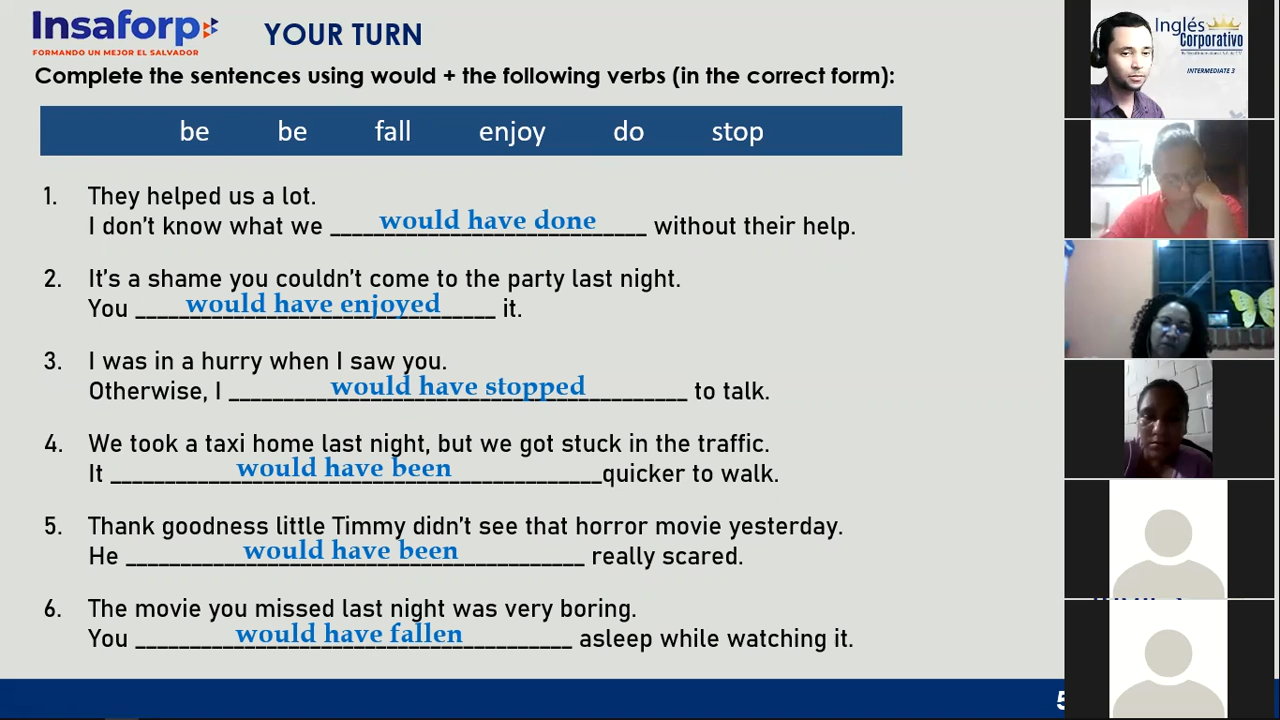 Insaforp
FORMANDO UN MEJOR EL SALVADOR
YOUR TURN
Complete the sentences using would + the following verbs (in the correct form):
be be fall enjoy do stop
1. They helped us a lot.
I don't know what we would have done without their help.
2. It's a shame you couldn't come to the party last night.
You would have enjoyed it.
3. I was in a hurry when I saw you.
Otherwise, I would have stopped to talk.
4. We took a taxi home last night, but we got stuck in the traffic.
It would have been quicker to walk.
5. Thank goodness little Timmy didn't see that horror movie yesterday.
He would have been really scared.
6. The movie you missed last night was very boring.
You would have fallen asleep while watching it.
5
Inglés
Corporativo
INTERMEDIATE 3